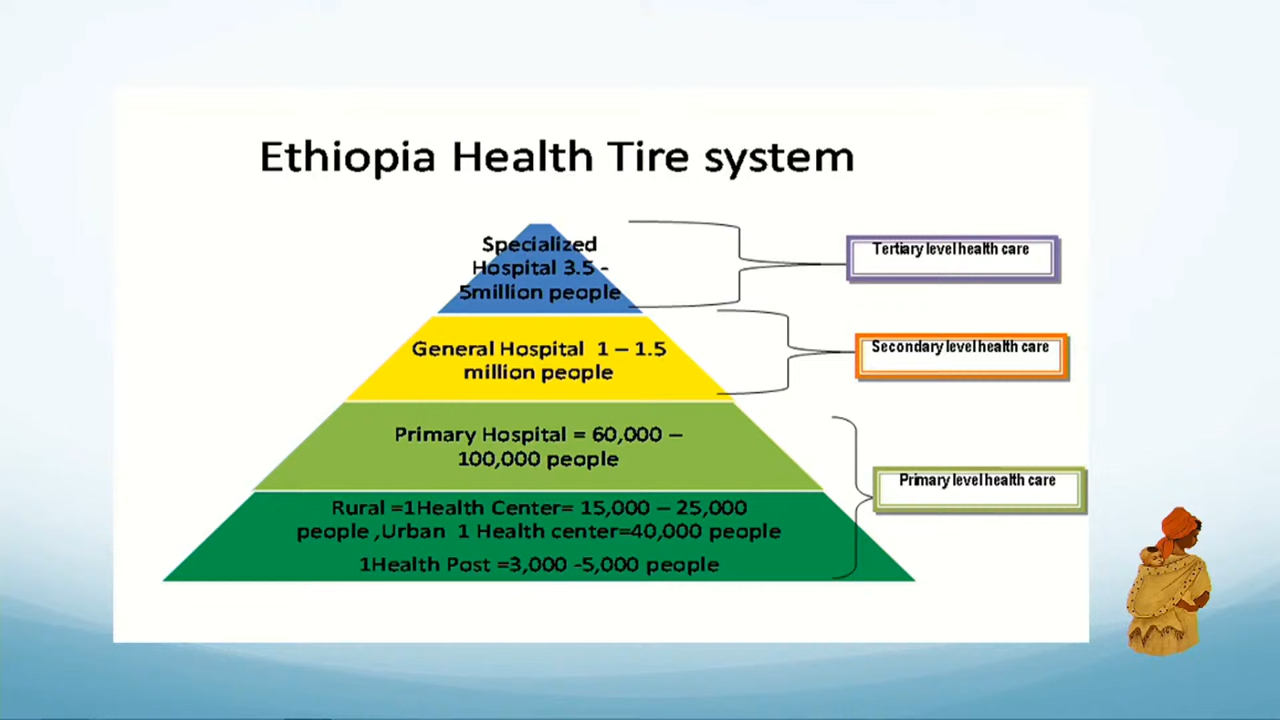 Ethiopia Health Tire system
Specialized
Hospital 3.5 -
5million people
Tertiary level health care
General Hospital 1 – 1.5
million people
Secondary level health care
Primary Hospital = 60,000 –
100,000 people
Primary level health care
Rural =1Health Center= 15,000 – 25,000
people ,Urban 1 Health center=40,000 people
1Health Post =3,000 -5,000 people